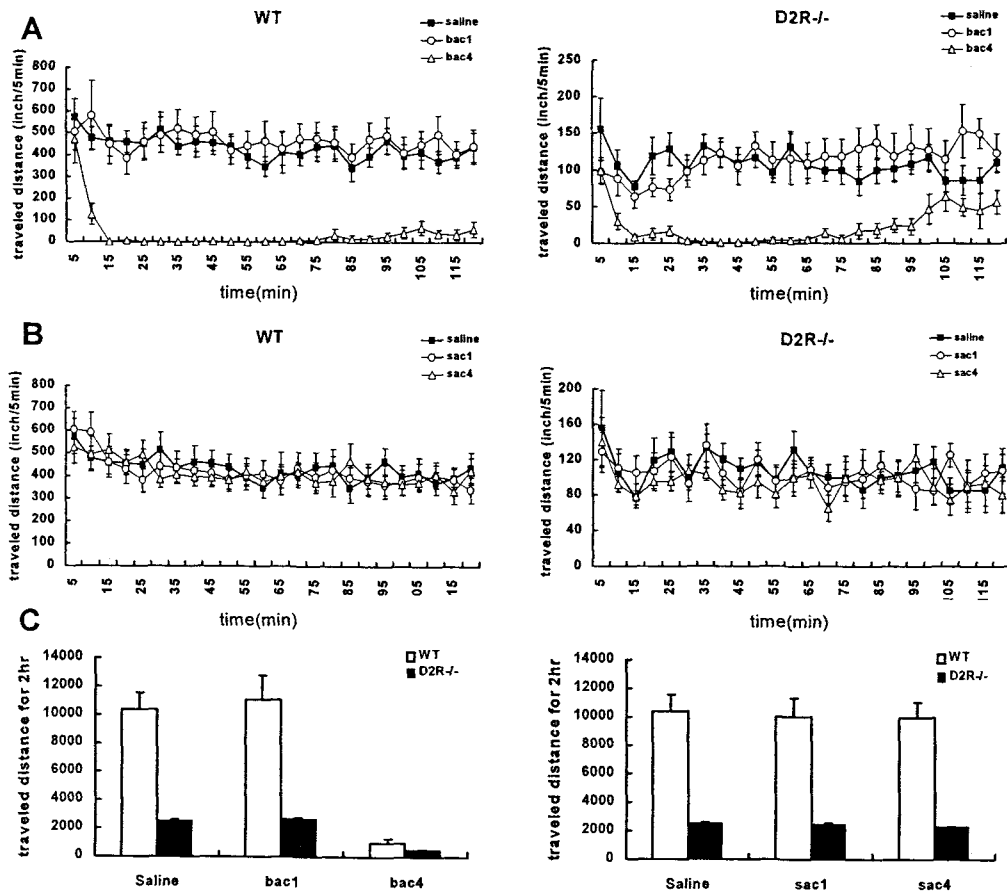 A
WT
saline
bac1
bac4
traveled distance (inch/5min)
800
700
600
500
400
300
200
100
0
5
15
25
35
45
55
65
75
85
95
105
115
time(min)
D2R-/-
saline
bac1
bac4
traveled distance (inch/5min)
250
200
150
100
50
0
5
15
25
35
45
55
65
75
85
95
105
115
time(min)
B
WT
saline
sac1
sac4
traveled distance (inch/5min)
800
700
600
500
400
300
200
100
0
5
15
25
35
45
55
65
75
85
95
105
115
time(min)
D2R-/-
saline
sac1
sac4
traveled distance (inch/5min)
200
160
120
80
40
0
5
15
25
35
45
55
65
75
85
95
105
115
time(min)
C
WT
D2R-/-
traveled distance for 2hr
14000
12000
10000
8000
6000
4000
2000
0
Saline bac1 bac4
WT
D2R-/-
traveled distance for 2hr
14000
12000
10000
8000
6000
4000
2000
0
Saline sac1 sac4